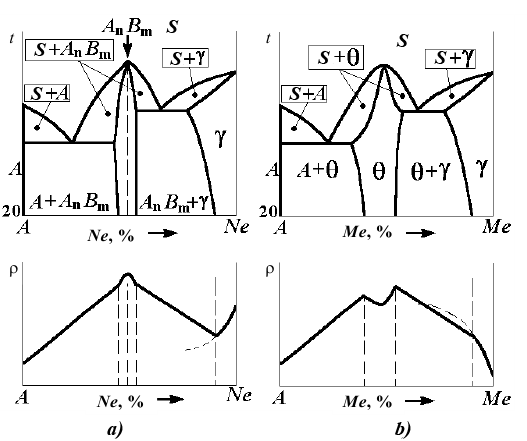 t
AₙBₘ
S
S+AₙBₘ
S+γ
S+A
γ
A
20
A+AₙBₘ
AₙBₘ+γ
A
Ne, %
Ne
t
S
S+θ
S+γ
S+A
A
20
A+θ
θ
θ+γ
γ
A
Me, %
Me
ρ
A
Ne, %
Ne
ρ
A
Me, %
Me
a)
b)